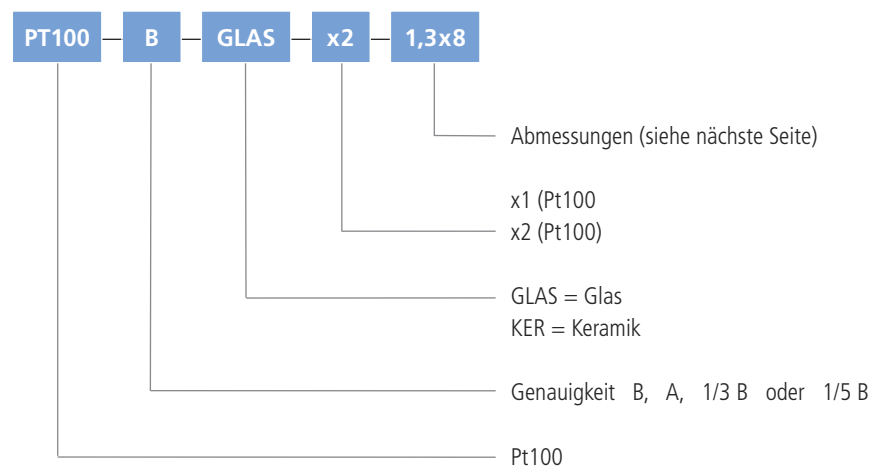 PT100 – B – GLAS – x2 – 1,3x8
Abmessungen (siehe nächste Seite)
x1 (Pt100
x2 (Pt100)
GLAS = Glas
KER = Keramik
Genauigkeit B, A, 1/3 B oder 1/5 B
Pt100